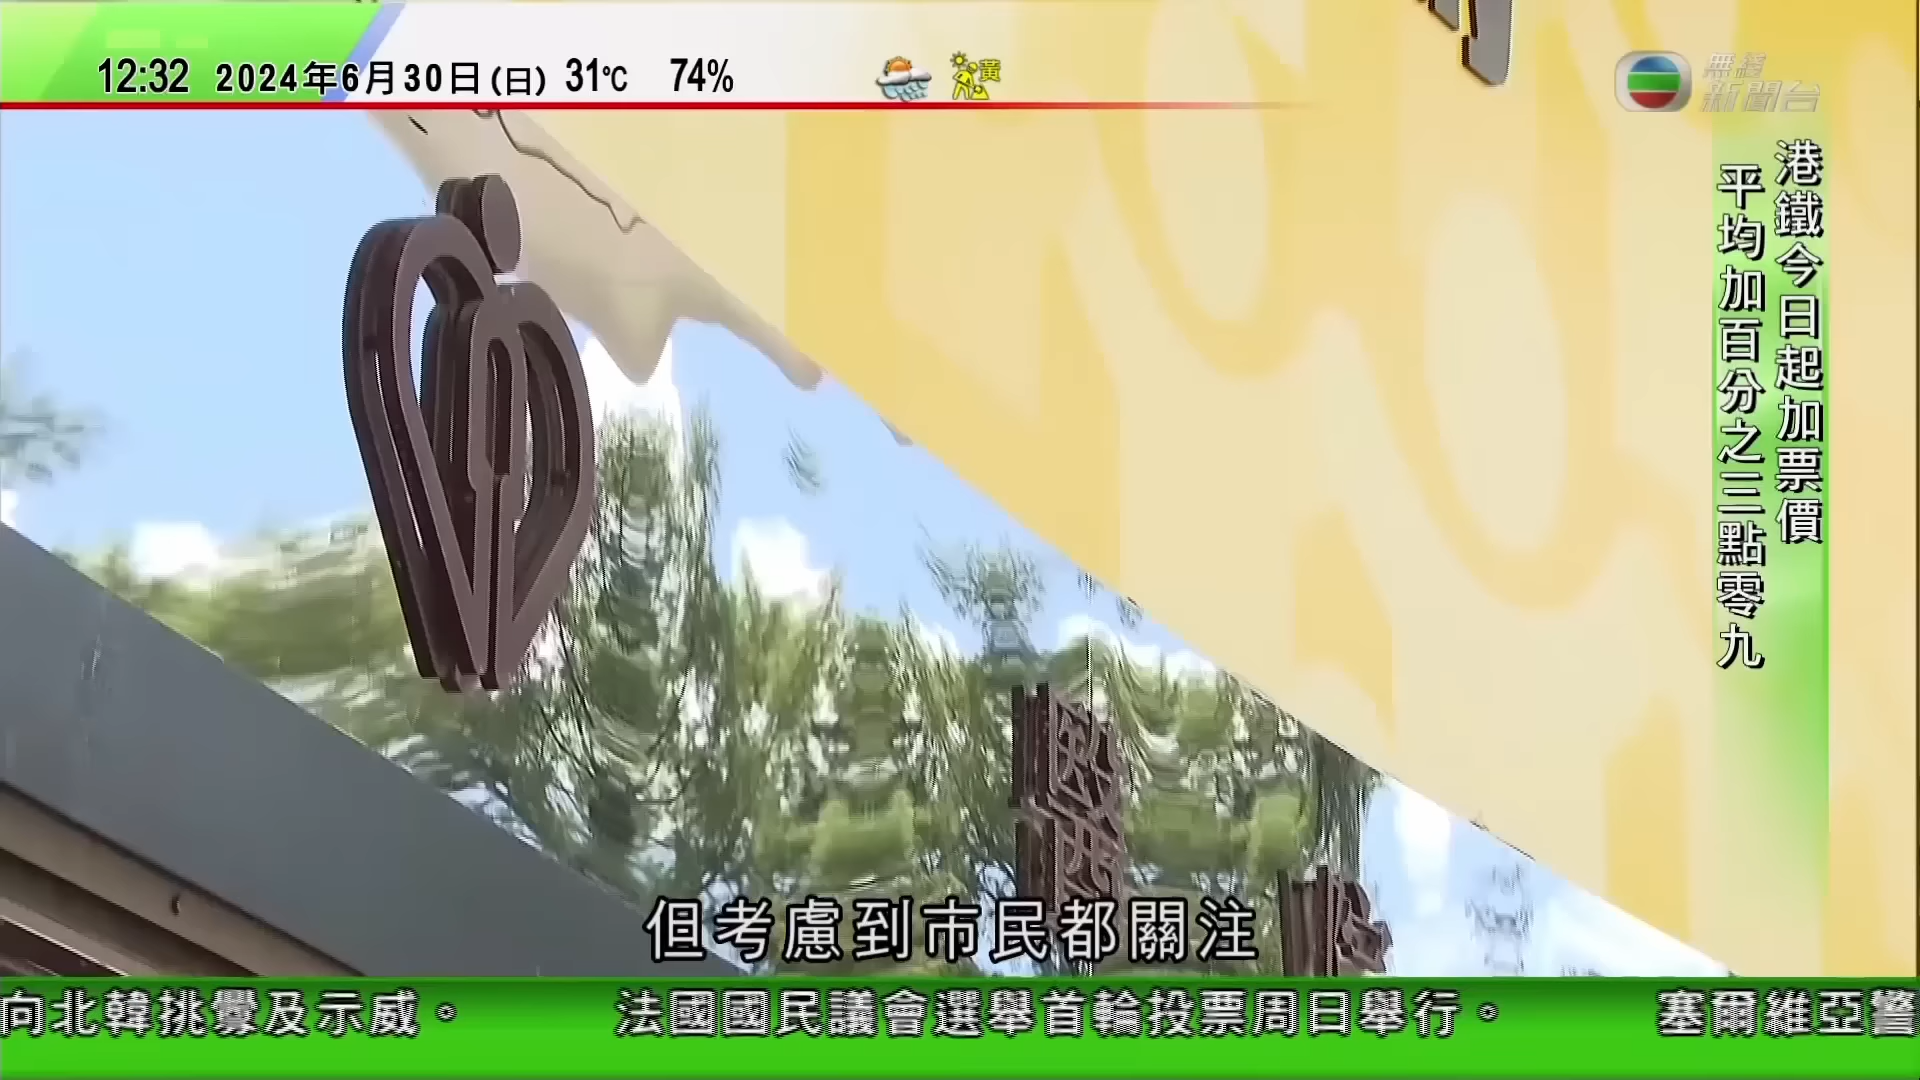 12:32 2024年6月30日(日) 31℃ 74%
黃
無綫
新聞台
港鐵今日起加票價
平均加百分之三點零九
但考慮到市民都關注
向北韓挑釁及示威。 法國國民議會選舉首輪投票周日舉行。 塞爾維亞警